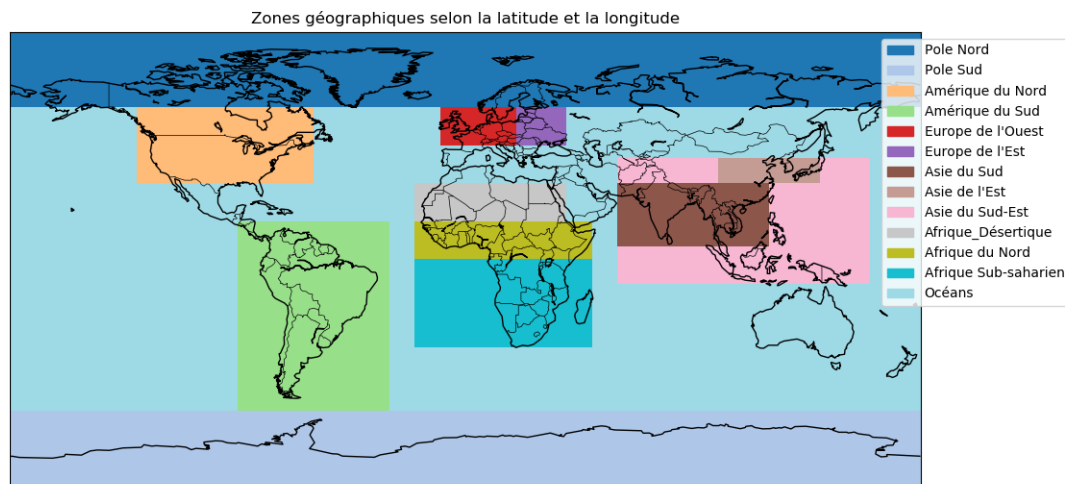 Zones géographiques selon la latitude et la longitude
Pole Nord
Pole Sud
Amérique du Nord
Amérique du Sud
Europe de l'Ouest
Europe de l'Est
Asie du Sud
Asie de l'Est
Asie du Sud-Est
Afrique_Désertique
Afrique du Nord
Afrique Sub-saharien
Océans